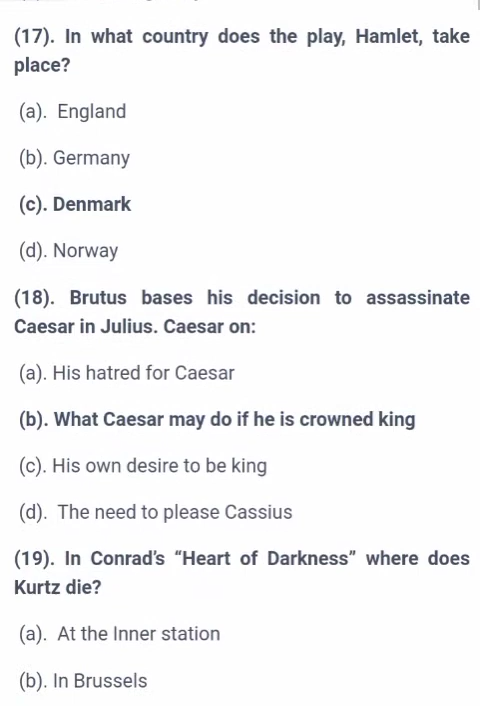 (17). In what country does the play, Hamlet, take
place?
(a). England
(b). Germany
(c). Denmark
(d). Norway
(18). Brutus bases his decision to assassinate
Caesar in Julius. Caesar on:
(a). His hatred for Caesar
(b). What Caesar may do if he is crowned king
(c). His own desire to be king
(d). The need to please Cassius
(19). In Conrad's “Heart of Darkness” where does
Kurtz die?
(a). At the Inner station
(b). In Brussels